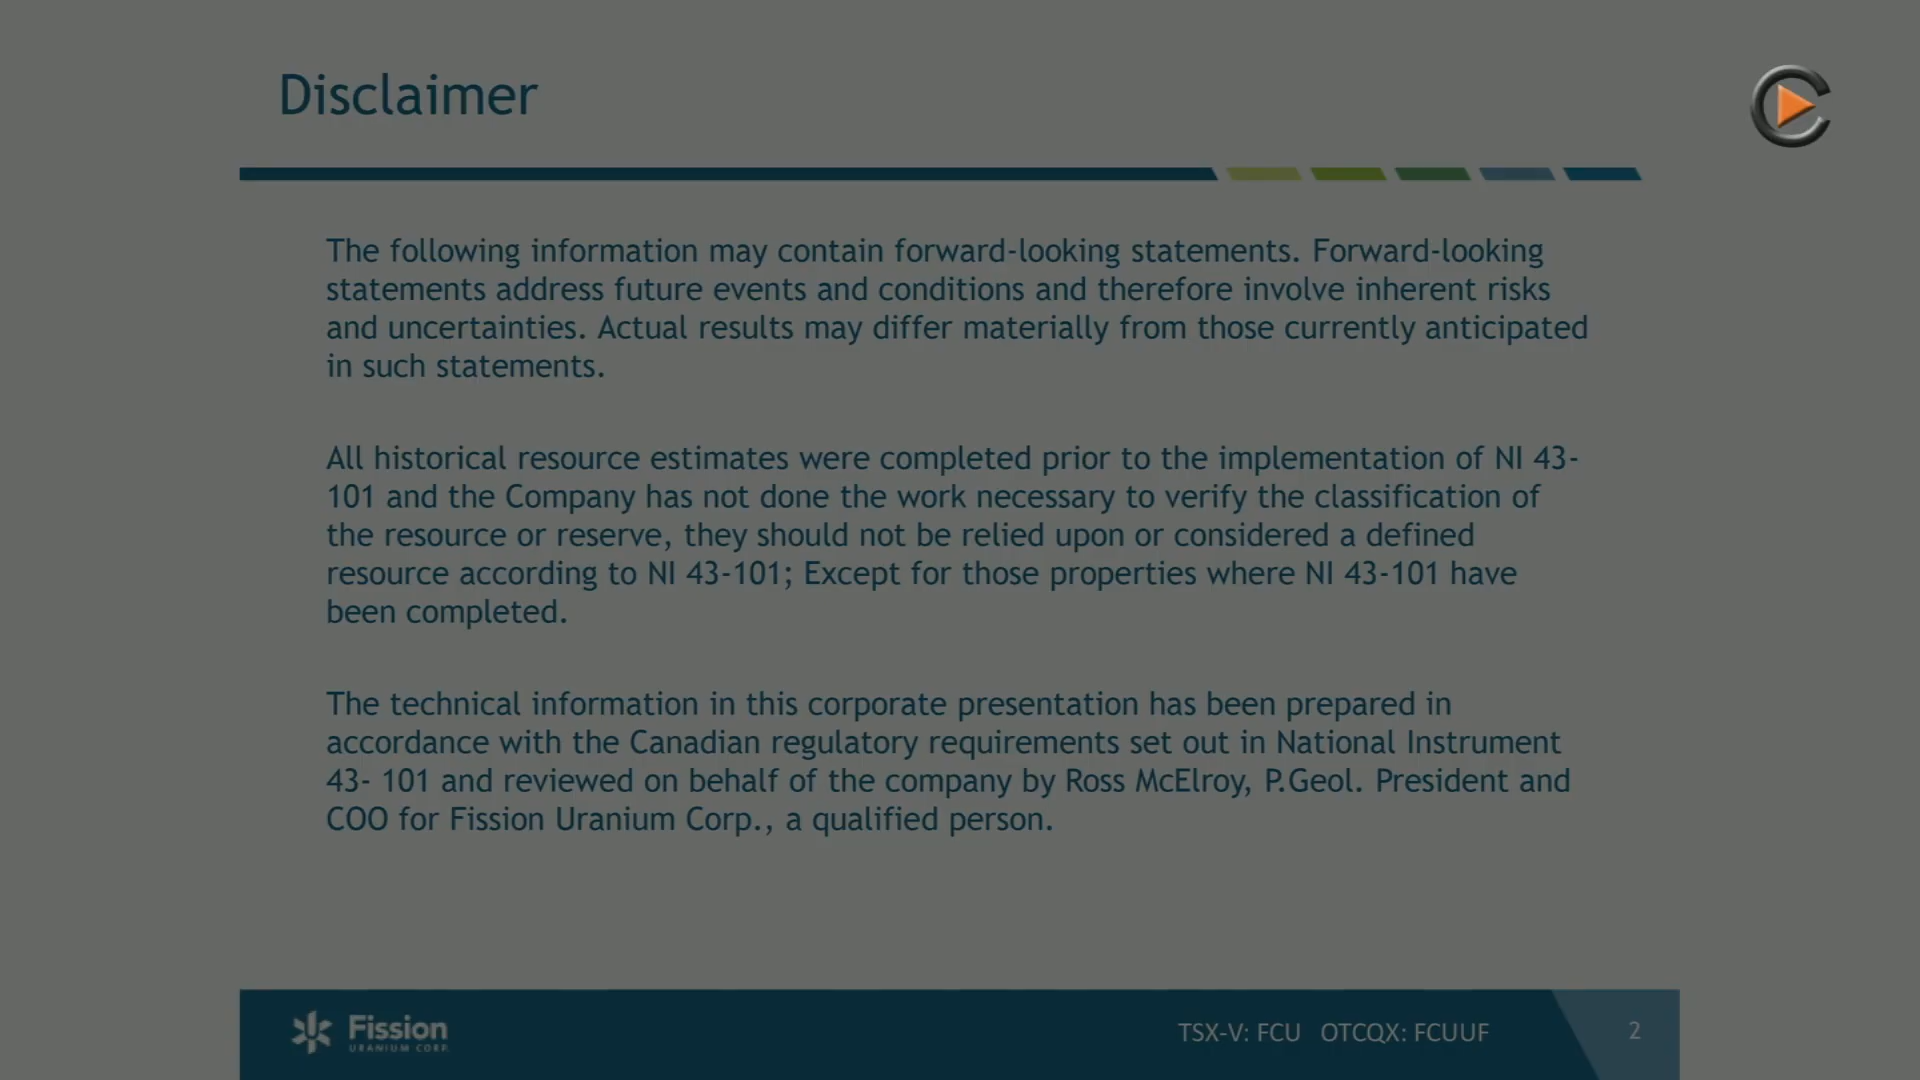 Disclaimer
The following information may contain forward-looking statements. Forward-looking
statements address future events and conditions and therefore involve inherent risks
and uncertainties. Actual results may differ materially from those currently anticipated
in such statements.
All historical resource estimates were completed prior to the implementation of NI 43-
101 and the Company has not done the work necessary to verify the classification of
the resource or reserve, they should not be relied upon or considered a defined
resource according to NI 43-101; Except for those properties where NI 43-101 have
been completed.
The technical information in this corporate presentation has been prepared in
accordance with the Canadian regulatory requirements set out in National Instrument
43- 101 and reviewed on behalf of the company by Ross McElroy, P.Geol. President and
COO for Fission Uranium Corp., a qualified person.
Fission
URANIUM CORP.
TSX-V: FCU OTCQX: FCUUF
2